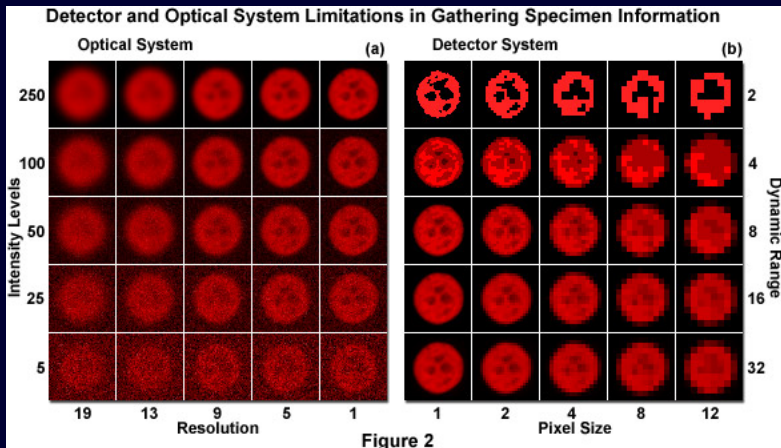 Detector and Optical System Limitations in Gathering Specimen Information
Optical System (a)
Detector System (b)
Intensity Levels
250
100
50
25
5
19 13 9 5 1
Resolution
2
4
8
16
32
Dynamic Range
1 2 4 8 12
Pixel Size
Figure 2